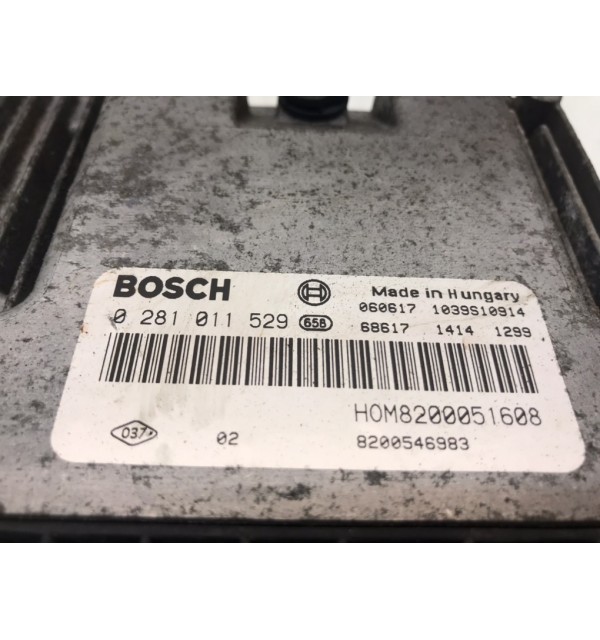 BOSCH
Made in Hungary
060617 1039S10914
0 281 011 529 658
68617 1414 1299
HOM8200051608
037
02
8200546983